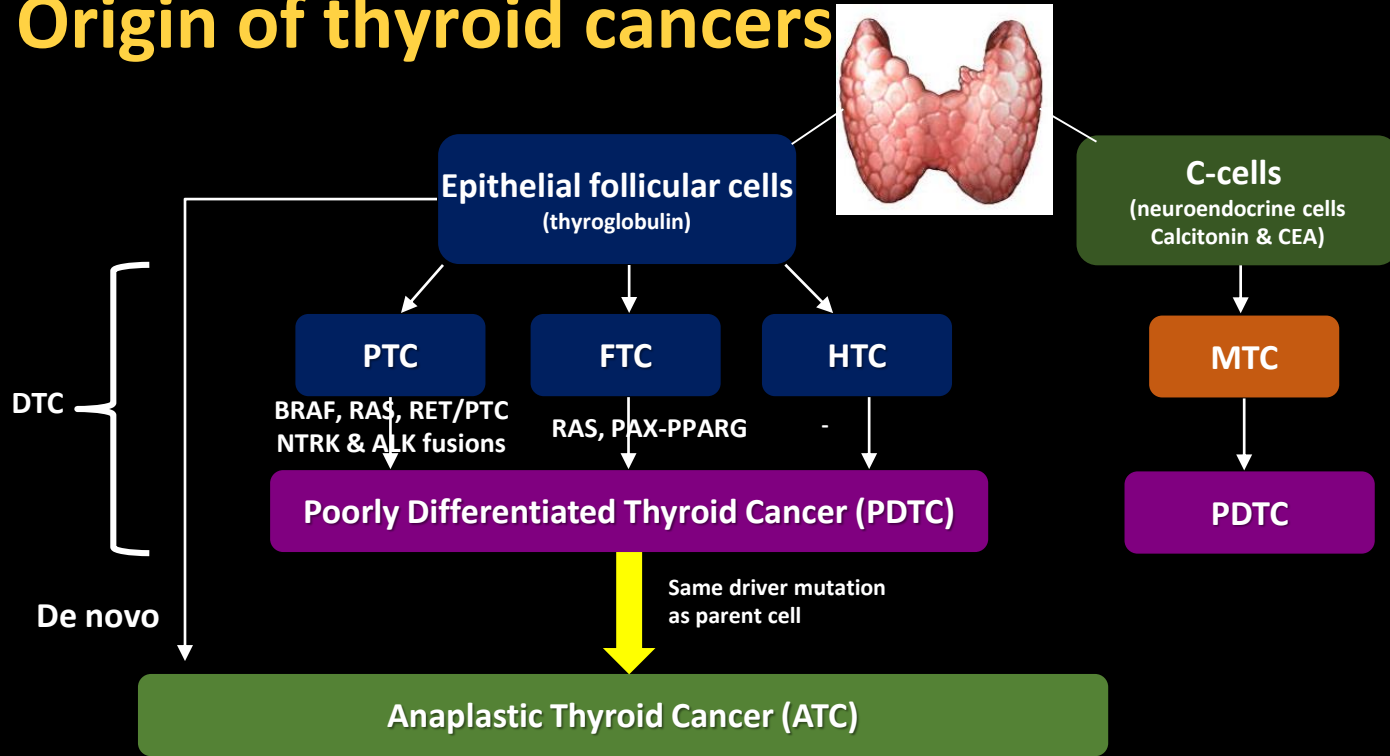 Origin of thyroid cancers
Epithelial follicular cells
(thyroglobulin)
C-cells
(neuroendocrine cells
Calcitonin & CEA)
DTC
PTC
FTC
HTC
MTC
BRAF, RAS, RET/PTC
NTRK & ALK fusions
RAS, PAX-PPARG
-
Poorly Differentiated Thyroid Cancer (PDTC)
PDTC
Same driver mutation
as parent cell
De novo
Anaplastic Thyroid Cancer (ATC)